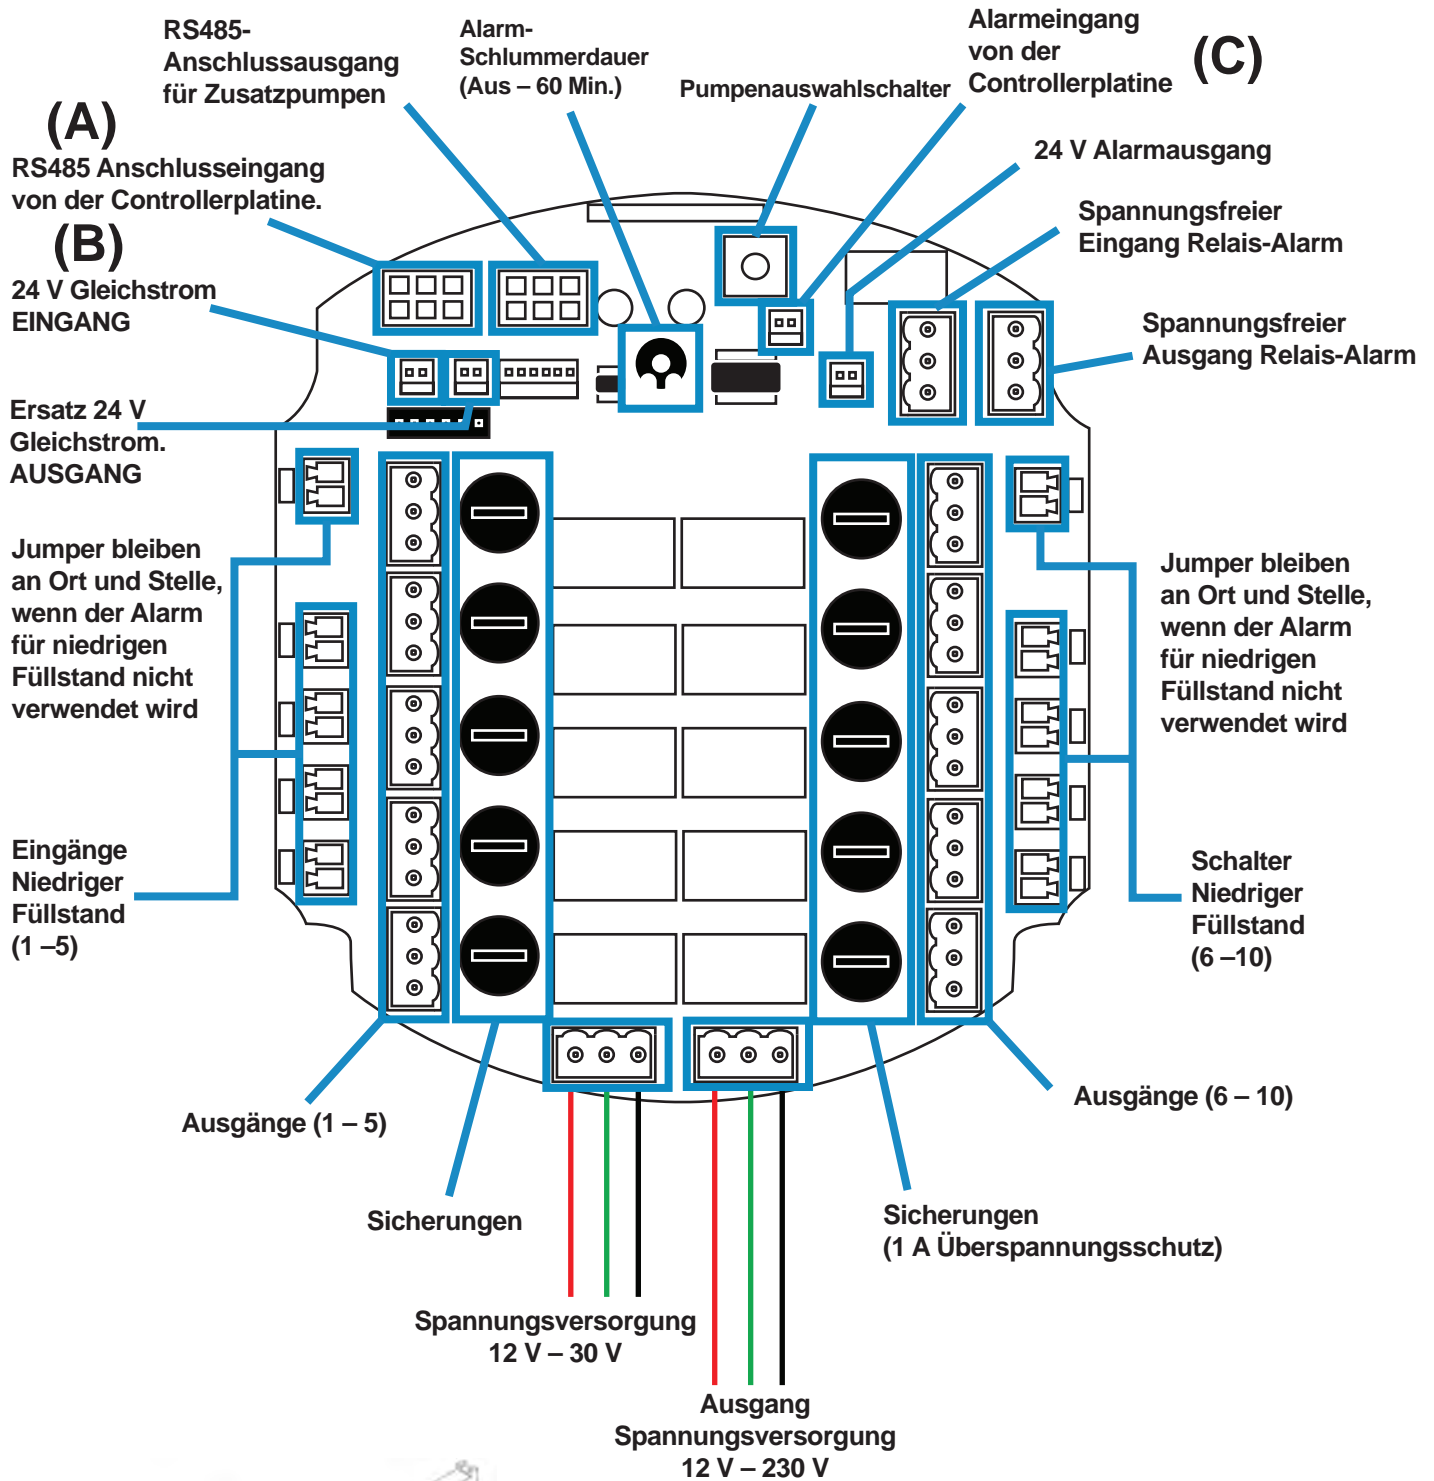 RS485-
Anschlussausgang
für Zusatzpumpen
Alarm-
Schlummerdauer
(Aus – 60 Min.)
Pumpenauswahlschalter
Alarmeingang
von der
Controllerplatine
(C)
(A)
RS485 Anschlusseingang
von der Controllerplatine.
24 V Alarmausgang
Spannungsfreier
Eingang Relais-Alarm
(B)
24 V Gleichstrom
EINGANG
Spannungsfreier
Ausgang Relais-Alarm
Ersatz 24 V
Gleichstrom.
AUSGANG
Jumper bleiben
an Ort und Stelle,
wenn der Alarm
für niedrigen
Füllstand nicht
verwendet wird
Jumper bleiben
an Ort und Stelle,
wenn der Alarm
für niedrigen
Füllstand nicht
verwendet wird
Eingänge
Niedriger
Füllstand
(1 –5)
Schalter
Niedriger
Füllstand
(6 –10)
Ausgänge (1 – 5)
Ausgänge (6 – 10)
Sicherungen
Sicherungen
(1 A Überspannungsschutz)
Spannungsversorgung
12 V – 30 V
Ausgang
Spannungsversorgung
12 V – 230 V